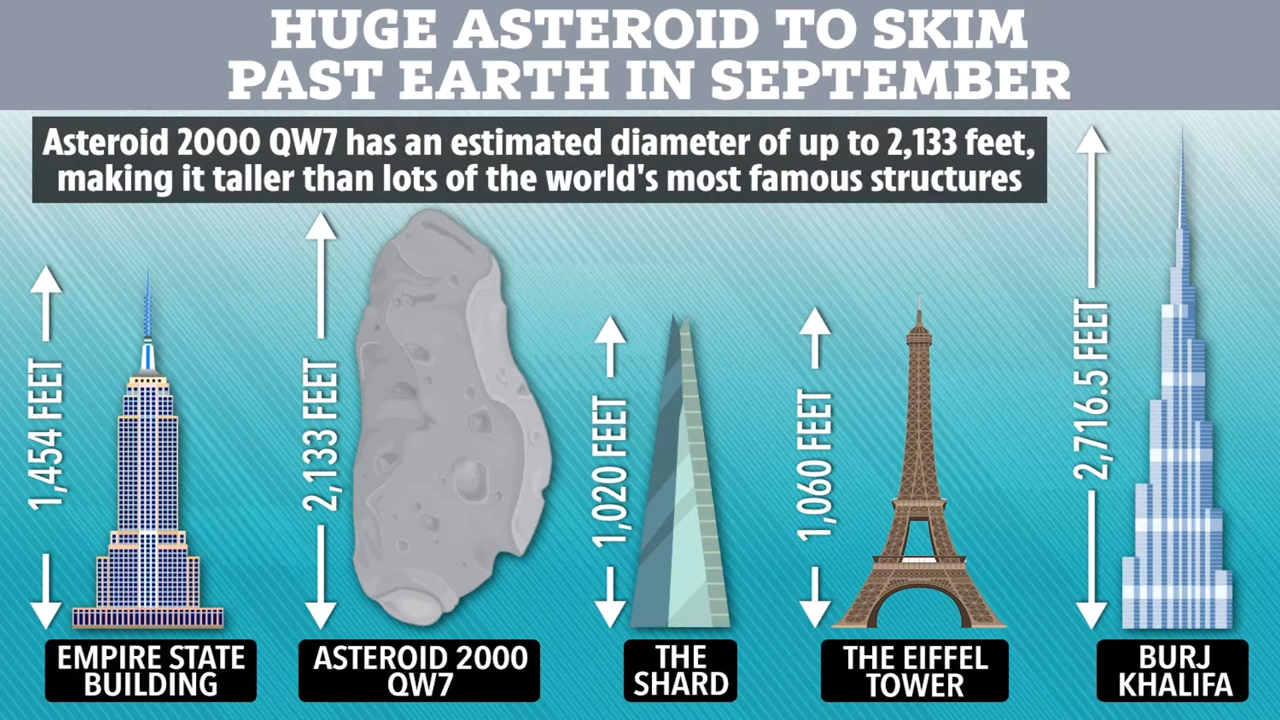 HUGE ASTEROID TO SKIM
PAST EARTH IN SEPTEMBER
Asteroid 2000 QW7 has an estimated diameter of up to 2,133 feet,
making it taller than lots of the world's most famous structures
1,454 FEET
2,133 FEET
1,020 FEET
1,060 FEET
2,716.5 FEET
EMPIRE STATE
BUILDING
ASTEROID 2000
QW7
THE
SHARD
THE EIFFEL
TOWER
BURJ
KHALIFA